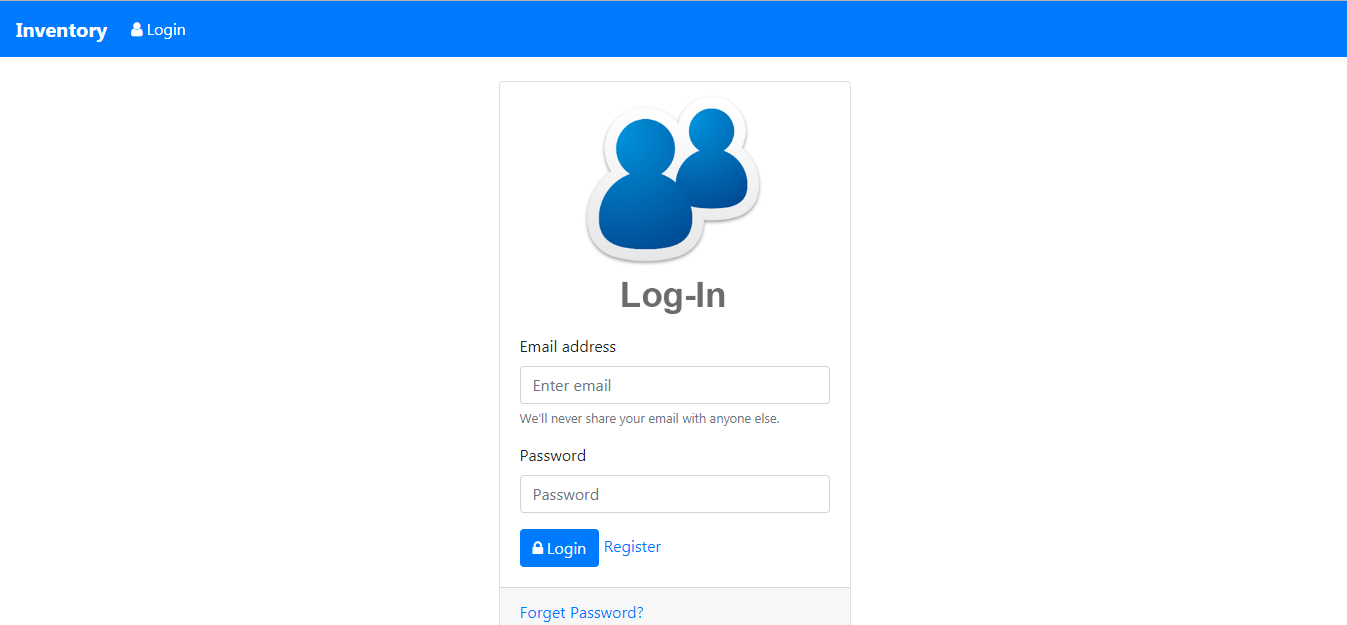 Inventory Login
Log-In
Email address
Enter email
We'll never share your email with anyone else.
Password
Password
Login Register
Forget Password?